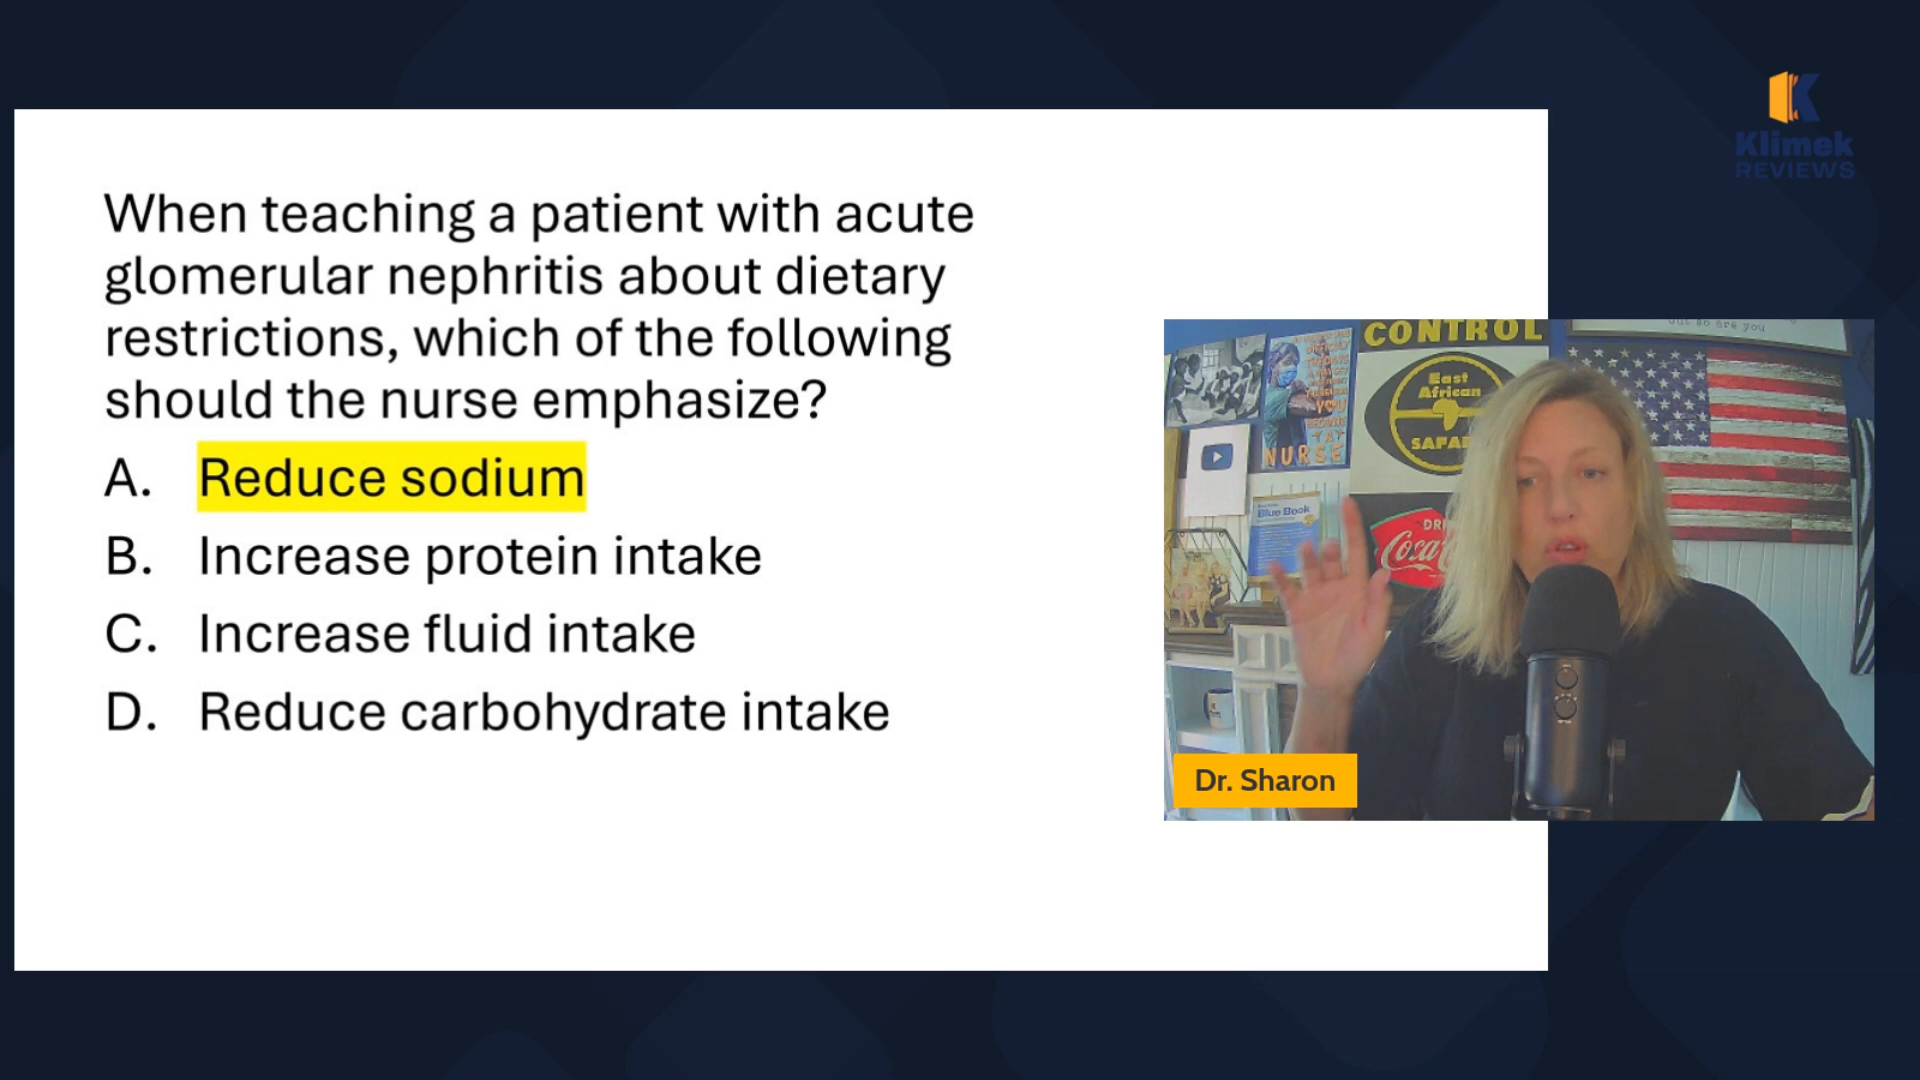 Klimek
REVIEWS
When teaching a patient with acute
glomerular nephritis about dietary
restrictions, which of the following
should the nurse emphasize?
A. Reduce sodium
B. Increase protein intake
C. Increase fluid intake
D. Reduce carbohydrate intake
CONTROL
East
African
YOU
NURSE
Blue Book
Dr. Sharon